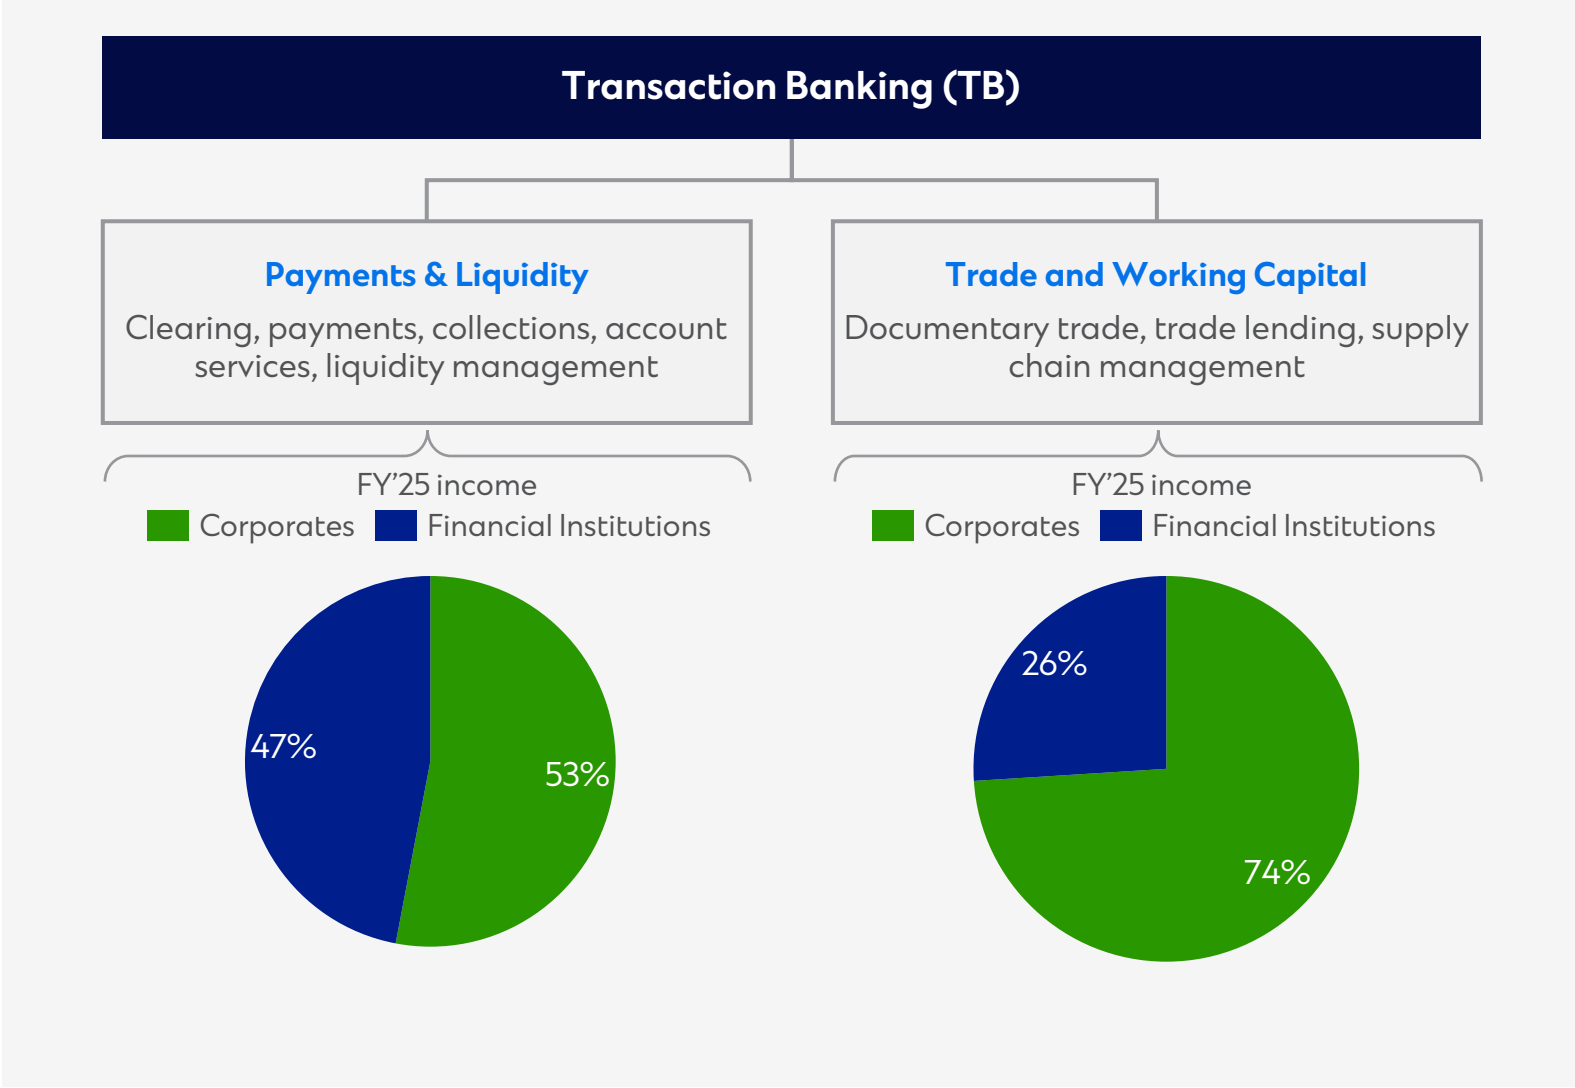 Transaction Banking (TB)
Payments & Liquidity
Clearing, payments, collections, account
services, liquidity management
Trade and Working Capital
Documentary trade, trade lending, supply
chain management
FY’25 income
Corporates
Financial Institutions
47%
53%
FY’25 income
Corporates
Financial Institutions
26%
74%